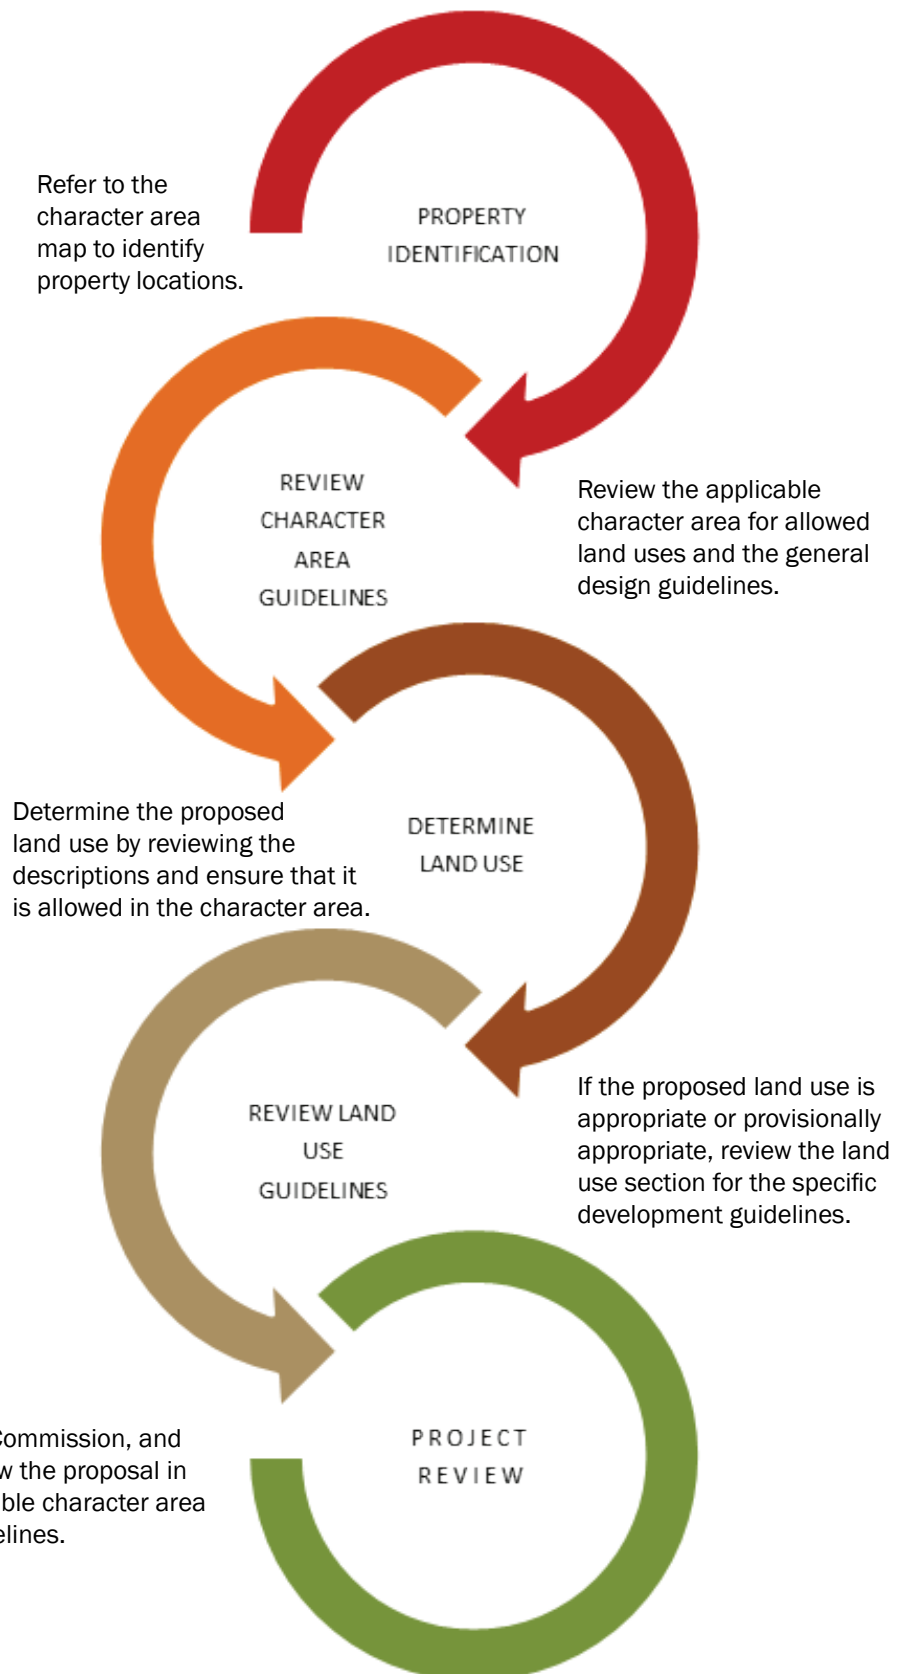 Refer to the
character area
map to identify
property locations.
PROPERTY
IDENTIFICATION
REVIEW
CHARACTER
AREA
GUIDELINES
Review the applicable
character area for allowed
land uses and the general
design guidelines.
Determine the proposed
land use by reviewing the
descriptions and ensure that it
is allowed in the character area.
DETERMINE
LAND USE
REVIEW LAND
USE
GUIDELINES
If the proposed land use is
appropriate or provisionally
appropriate, review the land
use section for the specific
development guidelines.
Commission, and
the proposal in
character area
PROJECT
REVIEW